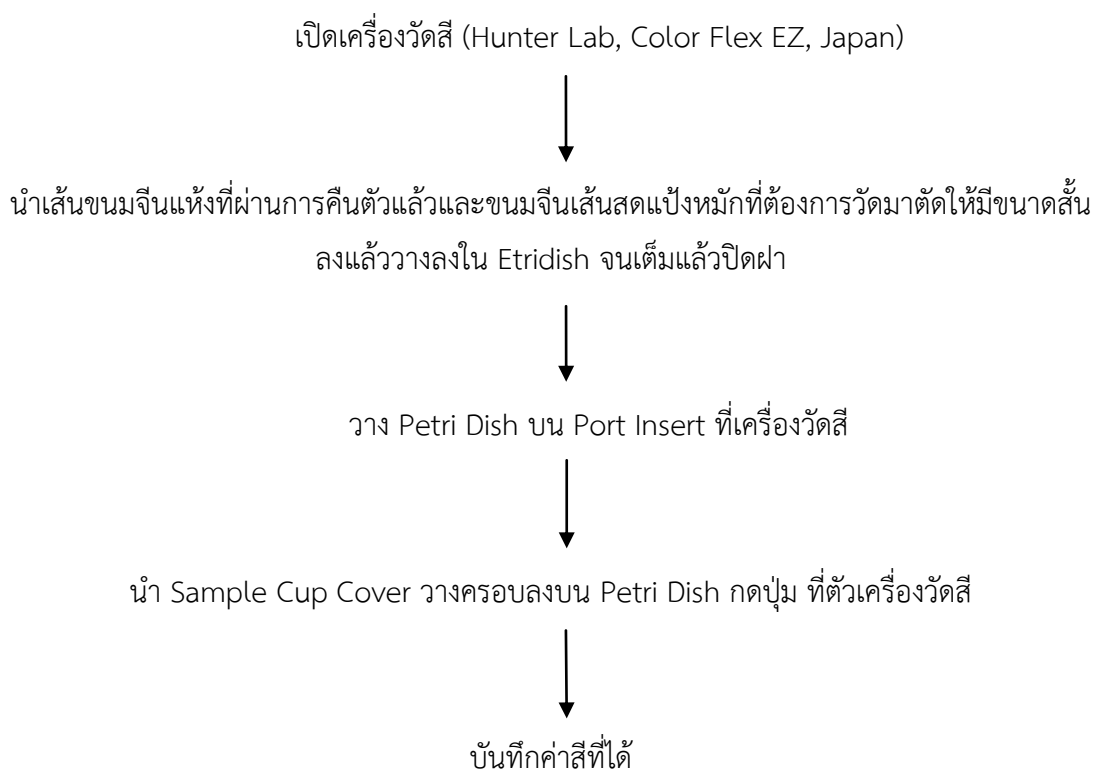 เปิดเครื่องวัดสี (Hunter Lab, Color Flex EZ, Japan)
นำเส้นขนมจีนแห้งที่ผ่านการคืนตัวแล้วและขนมจีนเส้นสดแป้งหมักที่ต้องการวัดมาตัดให้มีขนาดสั้น
ลงแล้ววางลงใน Etridish จนเต็มแล้วปิดฝา
วาง Petri Dish บน Port Insert ที่เครื่องวัดสี
นำ Sample Cup Cover วางครอบลงบน Petri Dish กดปุ่ม ที่ตัวเครื่องวัดสี
บันทึกค่าสีที่ได้